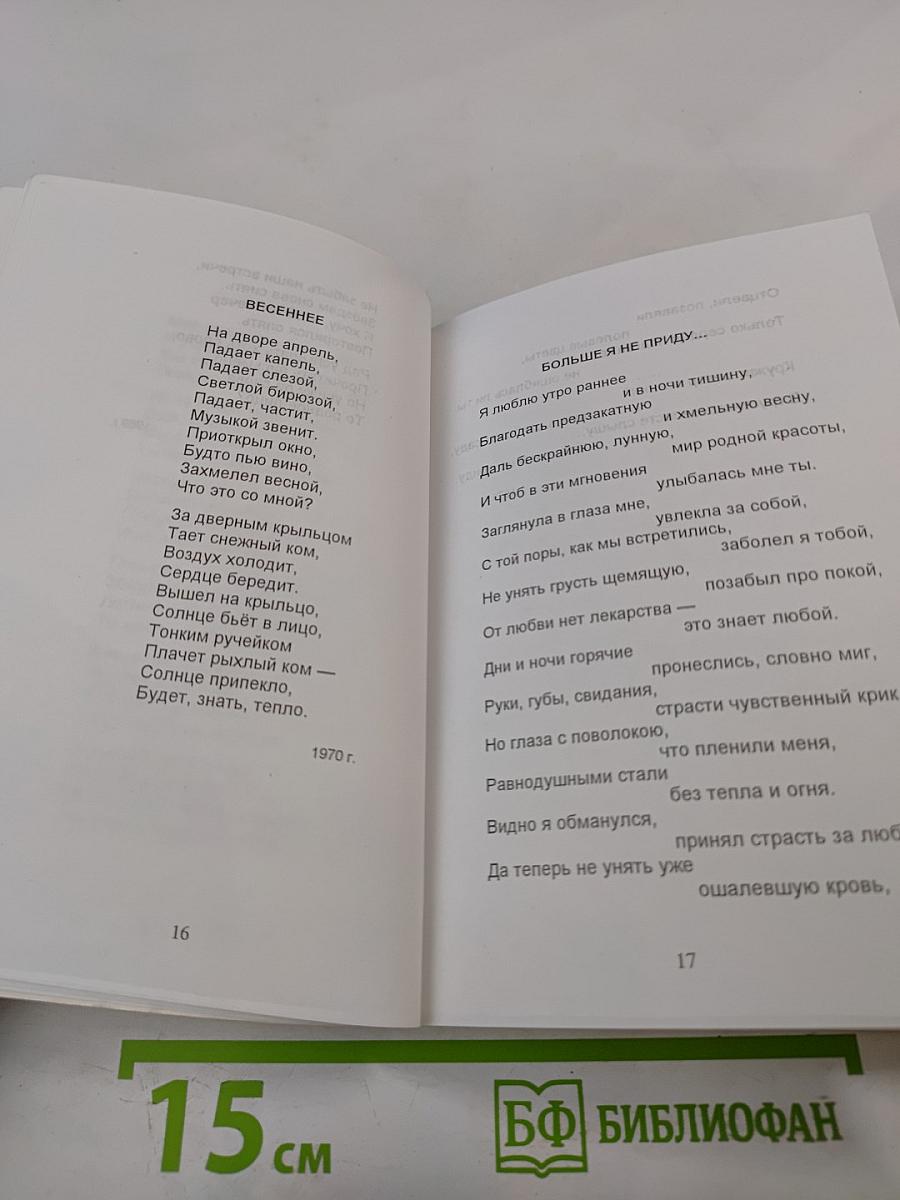 ВЕСЕННЕЕ
На дворе апрель,
Падает капель,
Падает слезой,
Светлой бирюзой,
Падает, частит,
Музыкой звенит.
Приоткрыл окно,
Будто пью вино,
Захмелел весной,
Что это со мной?
За дверным крыльцом
Тает снежный ком,
Воздух холодит,
Сердце бередит.
Вышел на крыльцо,
Солнце бьёт в лицо,
Тонким ручейком
Плачет рыхлый ком —
Солнце припекло,
Будет, знать, тепло.
1970 г.
16
БОЛЬШЕ Я НЕ ПРИДУ...
Я люблю утро раннее
и в ночи тишину,
Благодать предзакатную
и хмельную весну,
Даль бескрайнюю, лунную,
мир родной красоты,
И чтоб в эти мгновения
улыбалась мне ты.
Заглянула в глаза мне,
увлекла за собой,
С той поры, как мы встретились,
заболел я тобой,
Не унять грусть щемящую,
позабыл про покой,
От любви нет лекарства —
это знает любой.
Дни и ночи горячие
пронеслись, словно миг,
Руки, губы, свидания,
страсти чувственный крик
Но глаза с поволокою,
что пленили меня,
Равнодушными стали
без тепла и огня.
Видно я обманулся,
принял страсть за
Да теперь не унять уже
ошалевшую кровь,
17
15 см
БФ БИБЛИОФАН